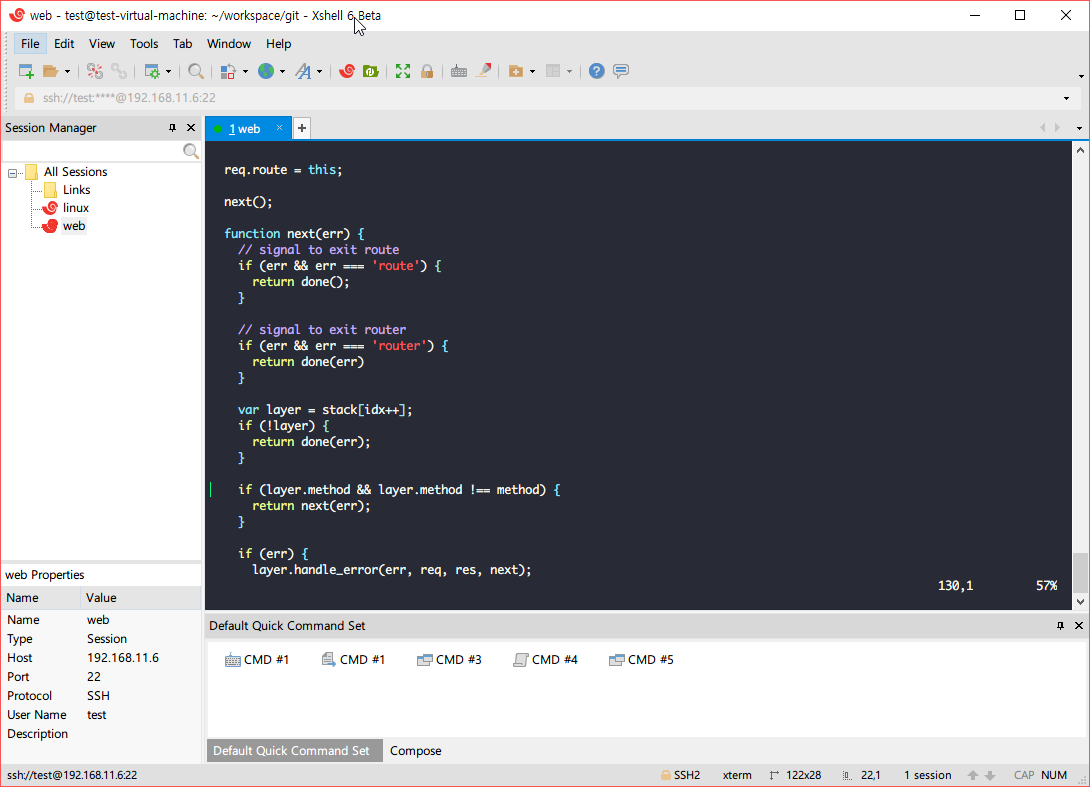 web - test@test-virtual-machine: ~/workspace/git - Xshell 6 Beta
File Edit View Tools Tab Window Help
ssh://test:****@192.168.11.6:22
Session Manager
All Sessions
Links
linux
web
1 web
req.route = this;
next();
function next(err) {
// signal to exit route
if (err && err === 'route') {
return done();
}
// signal to exit router
if (err && err === 'router') {
return done(err)
}
var layer = stack[idx++];
if (!layer) {
return done(err);
}
if (layer.method && layer.method !== method) {
return next(err);
}
if (err) {
layer.handle_error(err, req, res, next);
130,1 57%
web Properties
Name Value
Name web
Type Session
Host 192.168.11.6
Port 22
Protocol SSH
User Name test
Description
Default Quick Command Set
CMD #1 CMD #1 CMD #3 CMD #4 CMD #5
Default Quick Command Set Compose
ssh://test@192.168.11.6:22 SSH2 xterm 122x28 22,1 1 session CAP NUM